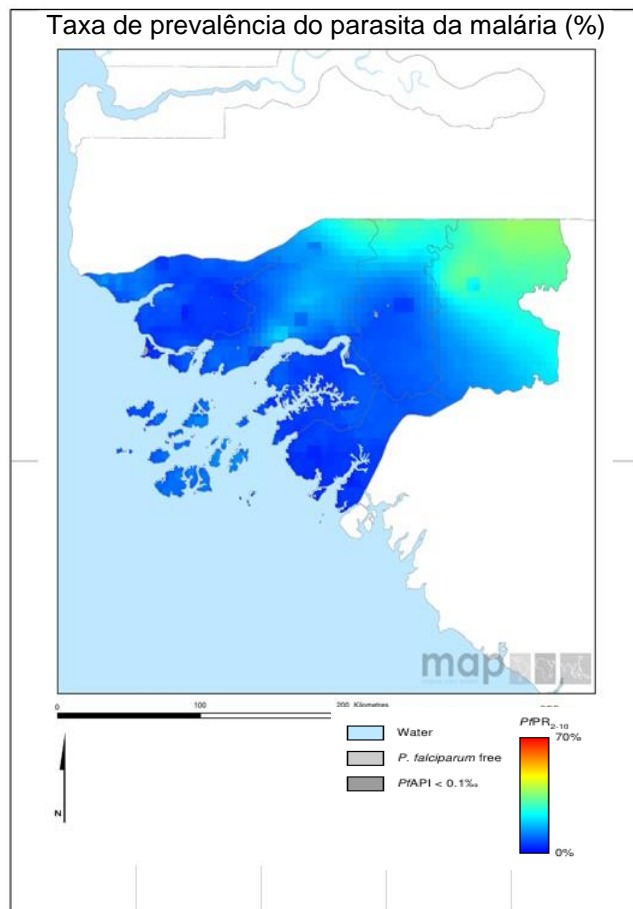 Taxa de prevalência do parasita da malária (%)
map
0 100 200 Kilometres
Water
P. falciparum free
PfAPI < 0.1‰
PfPR2-10
70%
0%
N